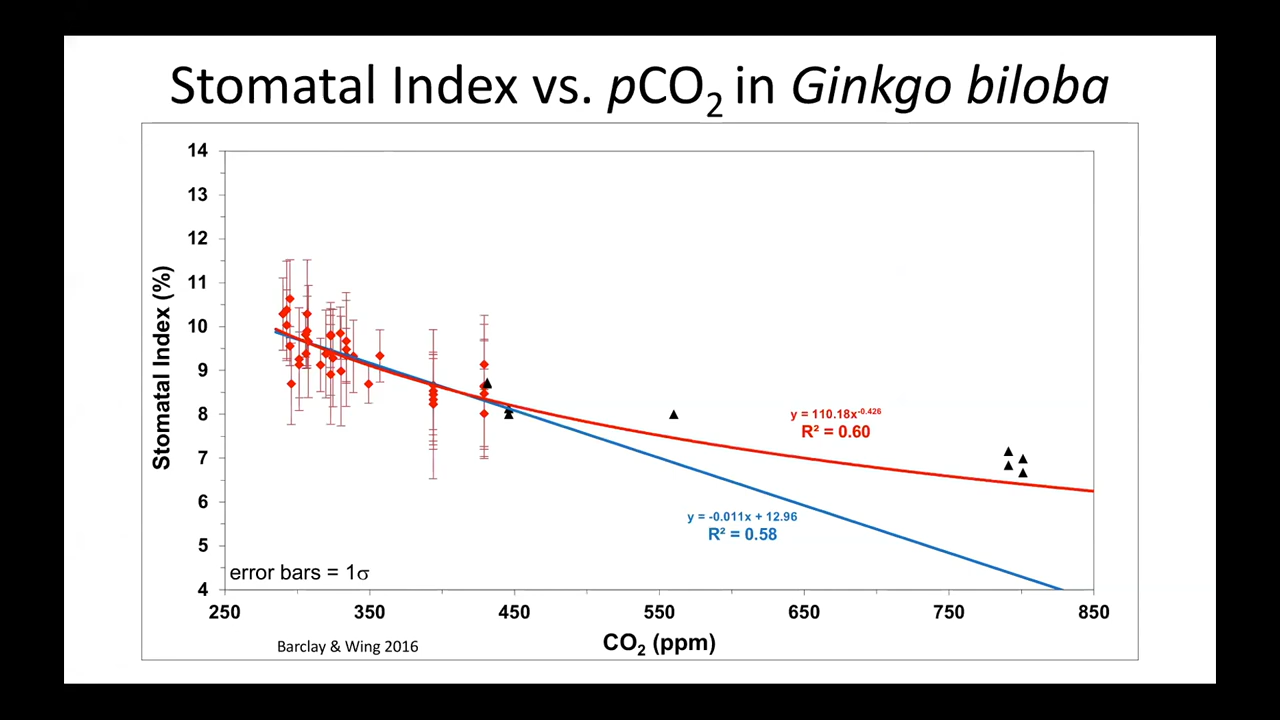 Stomatal Index vs. pCO₂ in Ginkgo biloba
14
13
12
11
10
9
8
7
6
5
4
Stomatal Index (%)
y = 110.18x⁻⁰·⁴²⁶
R² = 0.60
y = -0.011x + 12.96
R² = 0.58
error bars = 1σ
250 350 450 550 650 750 850
CO₂ (ppm)
Barclay & Wing 2016